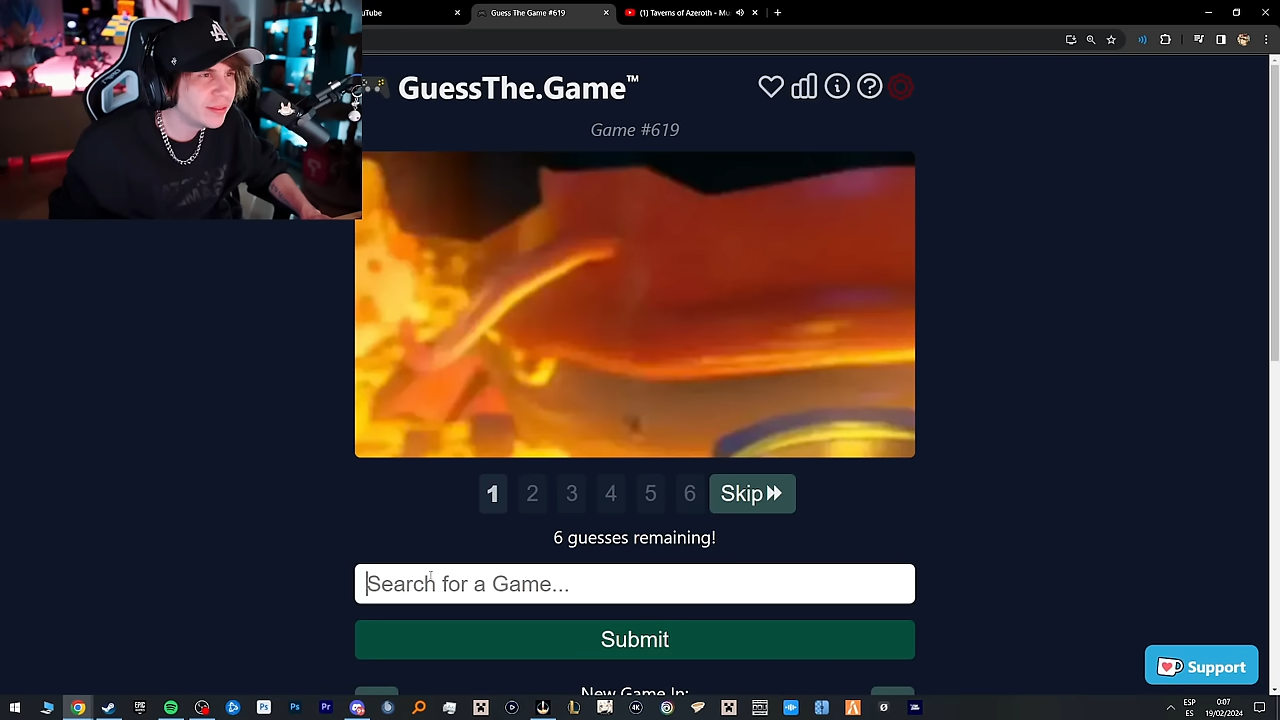 uTube
Guess The Game #619
(1) Taverns of Azeroth - Mu
GuessThe.Game™
Game #619
1 2 3 4 5 6 Skip
6 guesses remaining!
Search for a Game...
Submit
Support
New Game In:
ESP 0:07
ES 19/02/2024